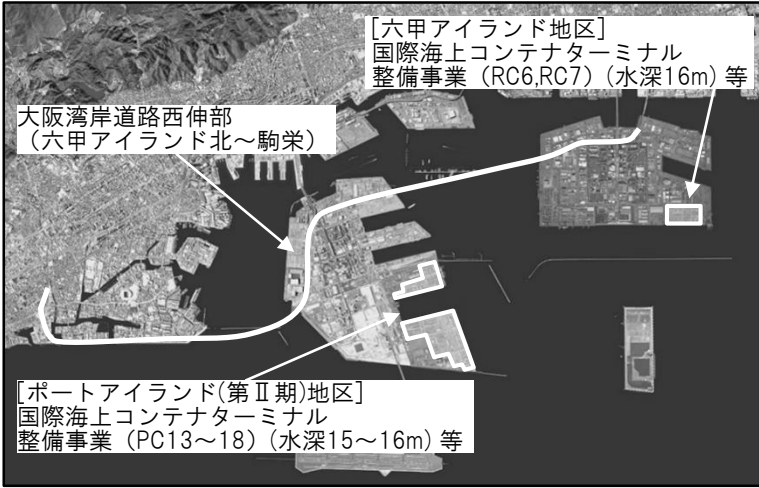 [六甲アイランド地区]
国際海上コンテナターミナル
整備事業（RC6,RC7）(水深16m) 等
大阪湾岸道路西伸部
（六甲アイランド北～駒栄）
[ポートアイランド(第Ⅱ期)地区]
国際海上コンテナターミナル
整備事業（PC13～18）(水深15～16m) 等